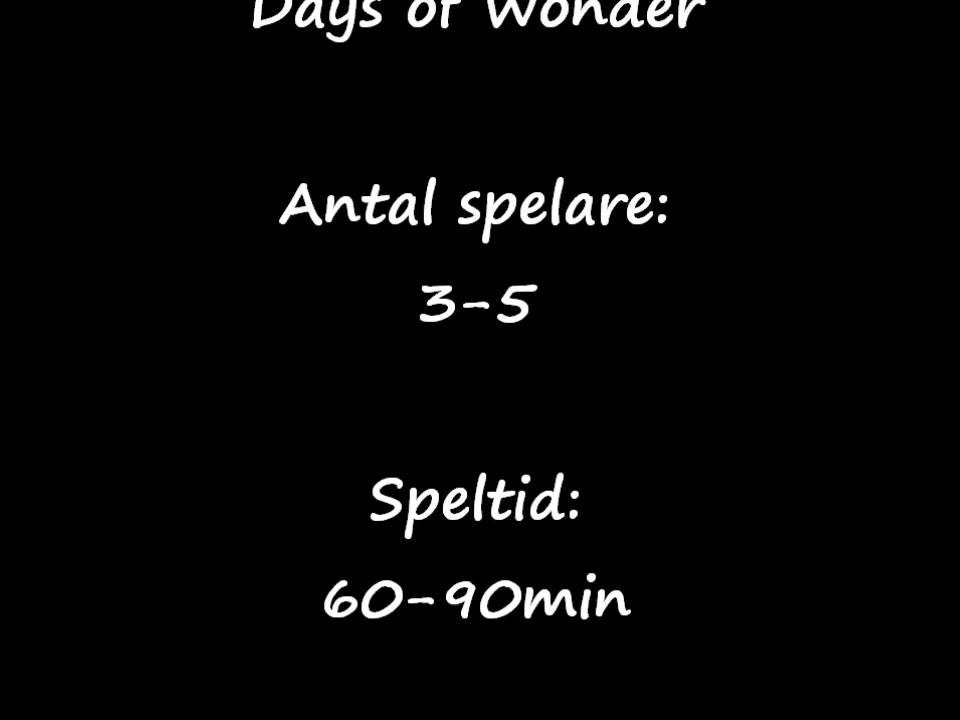 Days of Wonder
Antal spelare:
3-5
Speltid:
60-90min